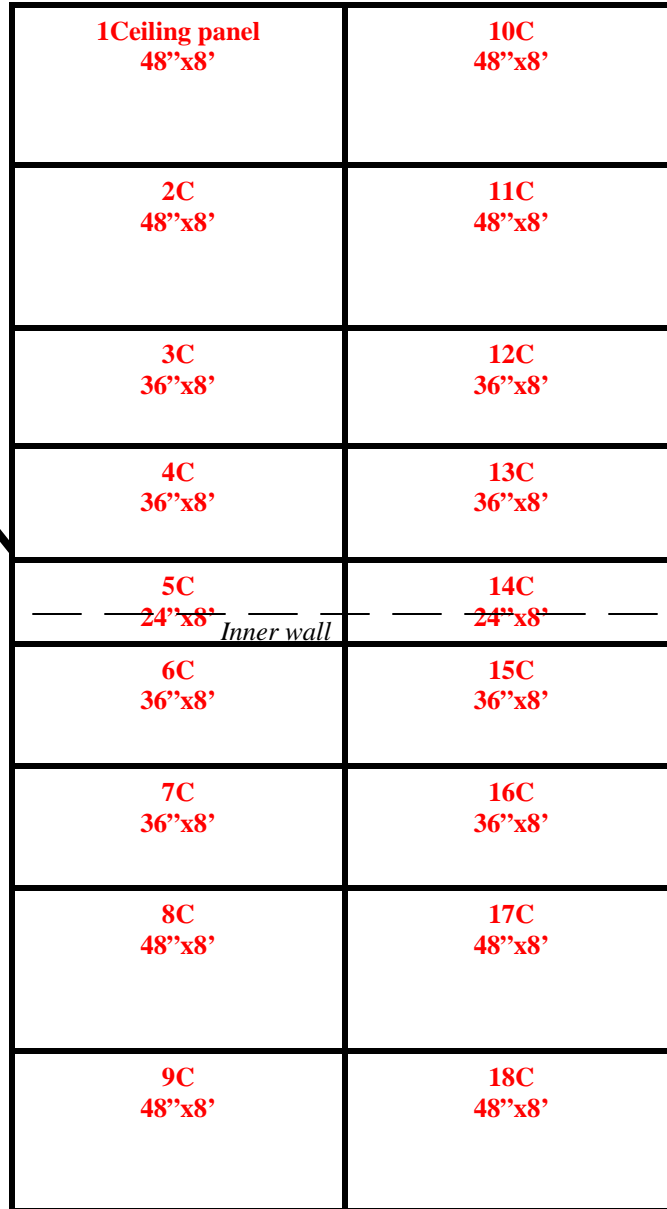 1Ceiling panel
48”x8’
10C
48”x8’
2C
48”x8’
11C
48”x8’
3C
36”x8’
12C
36”x8’
4C
36”x8’
13C
36”x8’
5C
24”x8’
14C
24”x8’
Inner wall
6C
36”x8’
15C
36”x8’
7C
36”x8’
16C
36”x8’
8C
48”x8’
17C
48”x8’
9C
48”x8’
18C
48”x8’